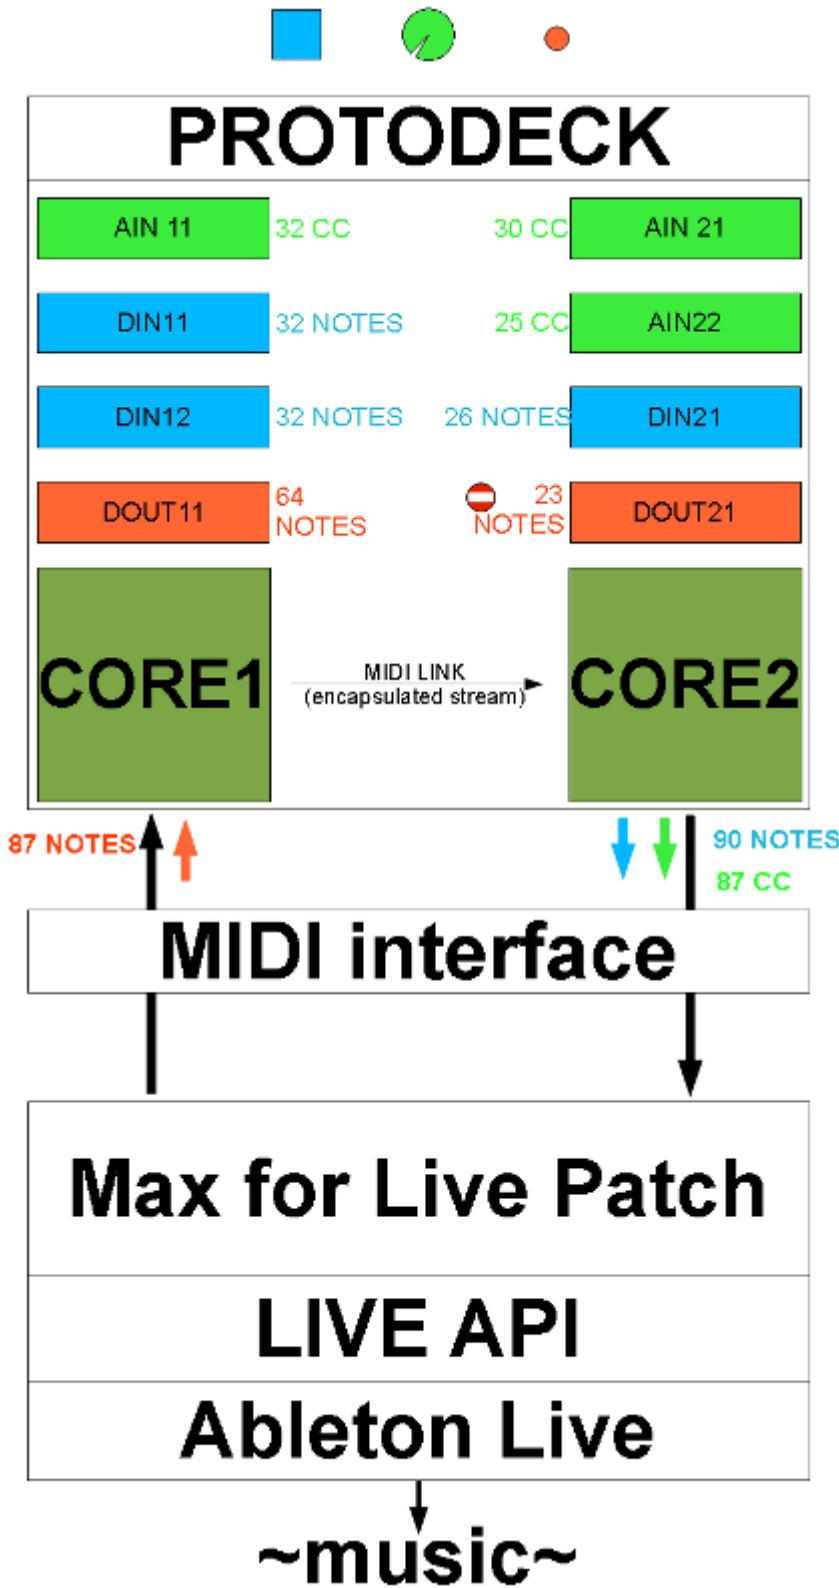 PROTODECK
AIN 11 32 CC 30 CC AIN 21
DIN11 32 NOTES 25 CC AIN22
DIN12 32 NOTES 26 NOTES DIN21
DOUT11 64 NOTES 23 NOTES DOUT21
CORE1 MIDI LINK CORE2
(encapsulated stream)
87 NOTES 90 NOTES
87 CC
MIDI interface
Max for Live Patch
LIVE API
Ableton Live
~music~